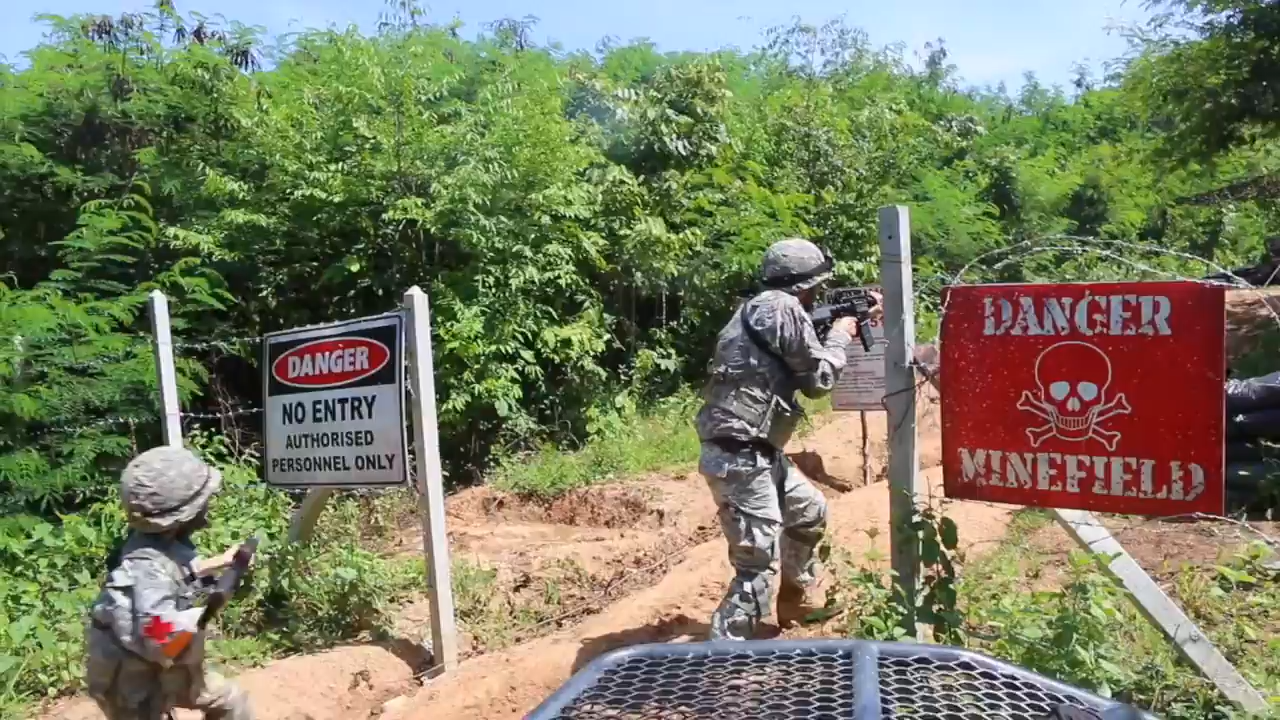 DANGER
NO ENTRY
AUTHORISED
PERSONNEL ONLY
DANGER
MINEFIELD